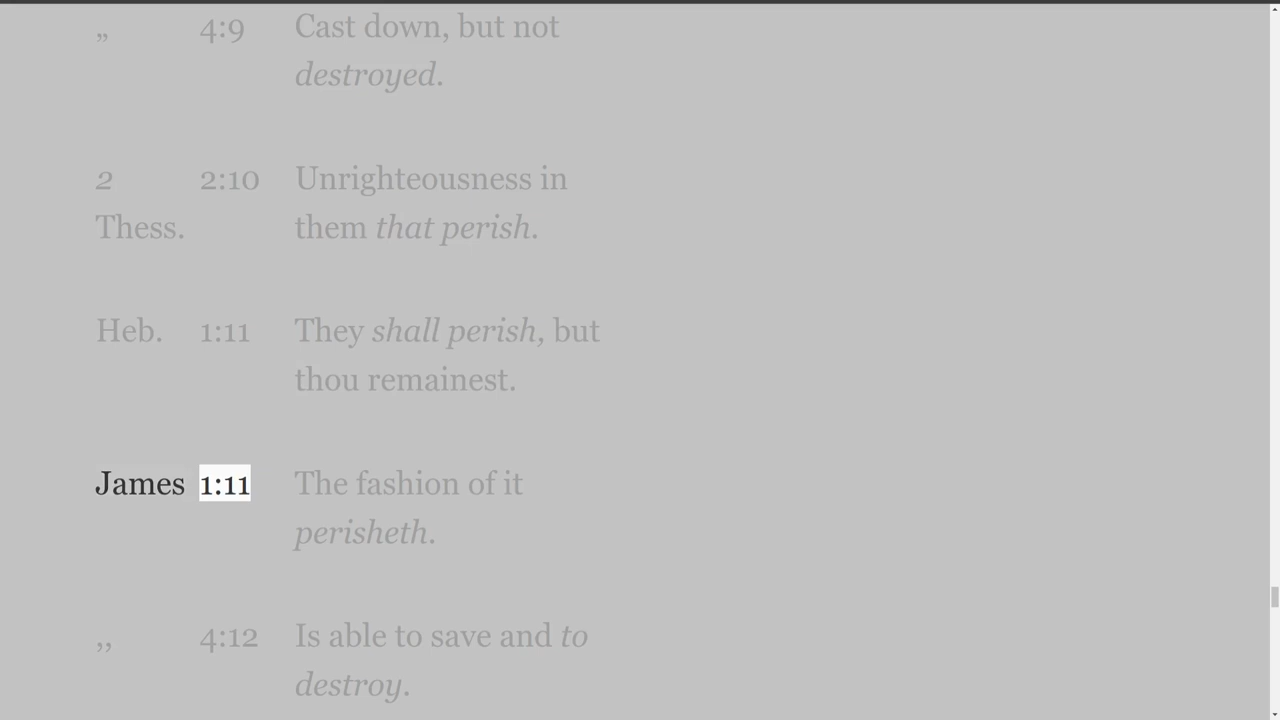 „ 4:9 Cast down, but not
destroyed.
2 2:10 Unrighteousness in
Thess. them that perish.
Heb. 1:11 They shall perish, but
thou remainest.
James 1:11 The fashion of it
perisheth.
,, 4:12 Is able to save and to
destroy.